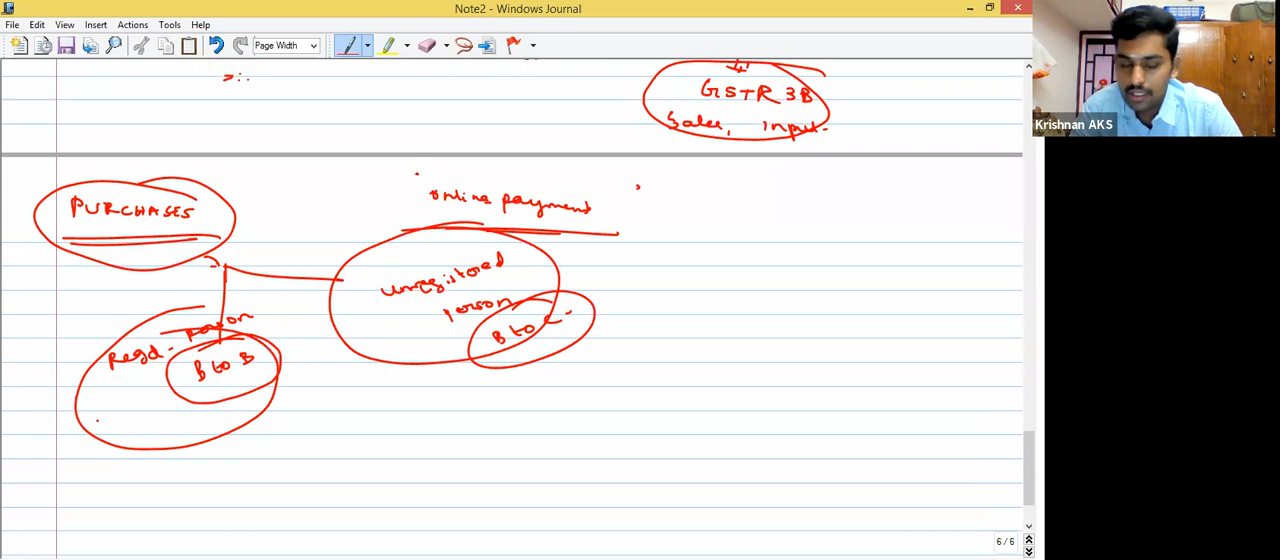 Note2 - Windows Journal
File Edit View Insert Actions Tools Help
Page Width
GSTR 3B
Sales, input.
Krishnan AKS
PURCHASES
online payment
unregistered
person
B to C.
Regd. person
B to B
6 / 6